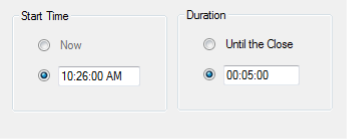 Start Time
Now
10:26:00 AM
Duration
Until the Close
00:05:00